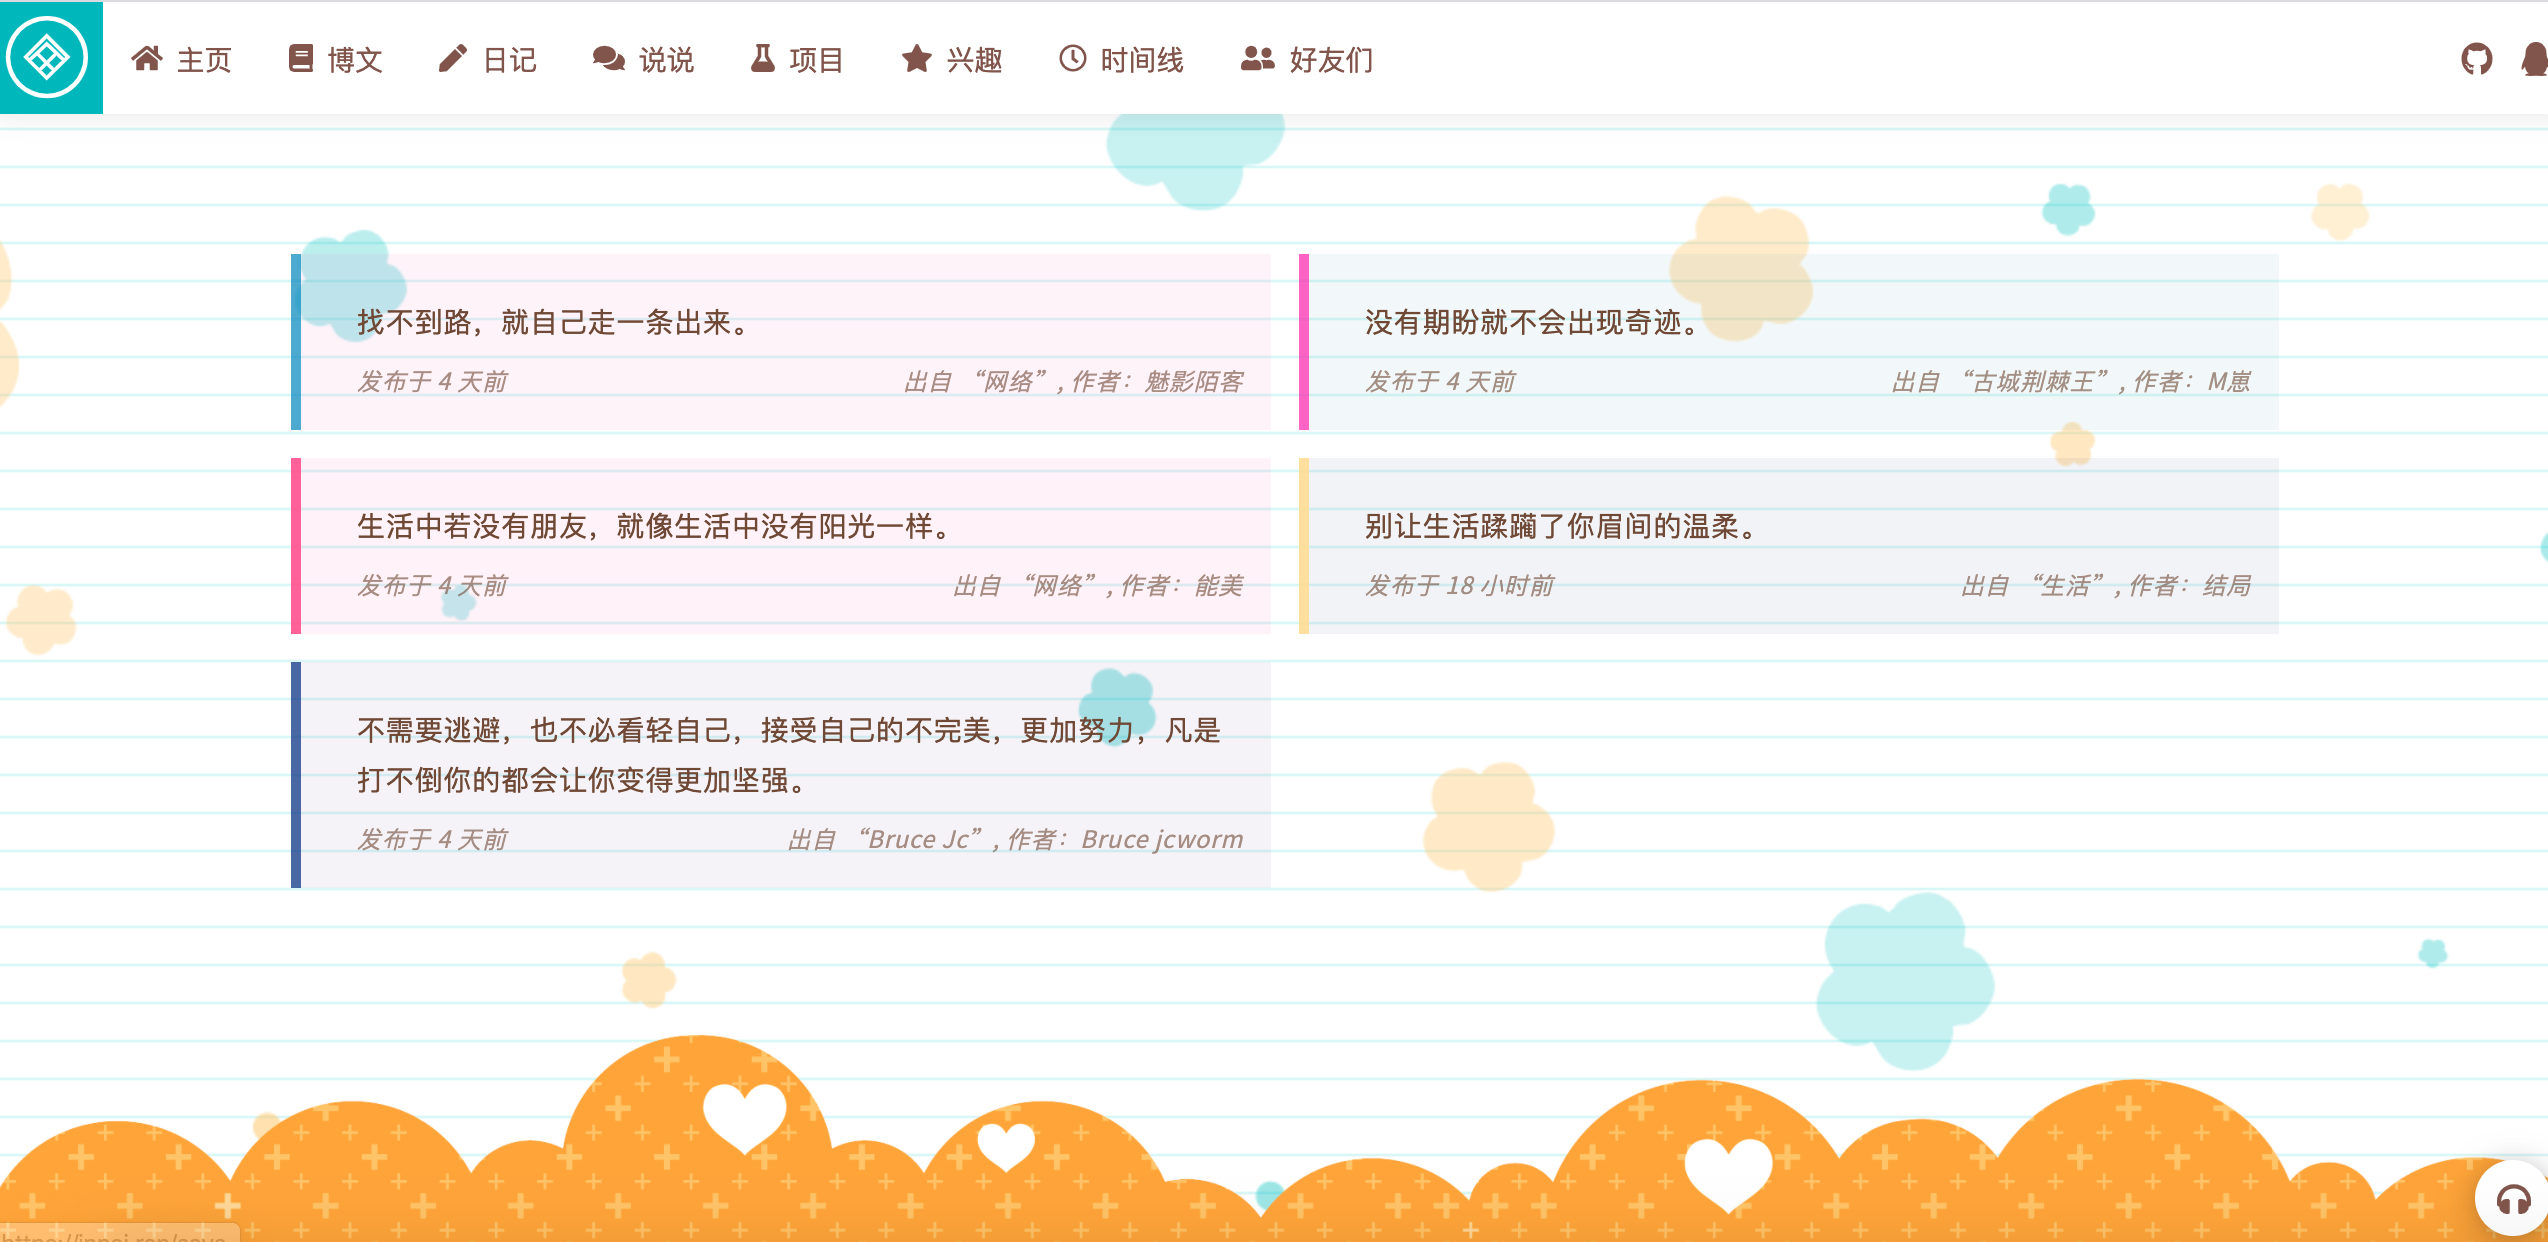 主页 博文 日记 说说 项目 兴趣 时间线 好友们
找不到路，就自己走一条出来。
发布于 4 天前 出自 “网络”, 作者：魅影陌客
没有期盼就不会出现奇迹。
发布于 4 天前 出自 “古城荆棘王”, 作者：M崽
生活中若没有朋友，就像生活中没有阳光一样。
发布于 4 天前 出自 “网络”, 作者：能美
别让生活蹂躏了你眉间的温柔。
发布于 18 小时前 出自 “生活”, 作者：结局
不需要逃避，也不必看轻自己，接受自己的不完美，更加努力，凡是
打不倒你的都会让你变得更加坚强。
发布于 4 天前 出自 “Bruce Jc”, 作者：Bruce jcworm